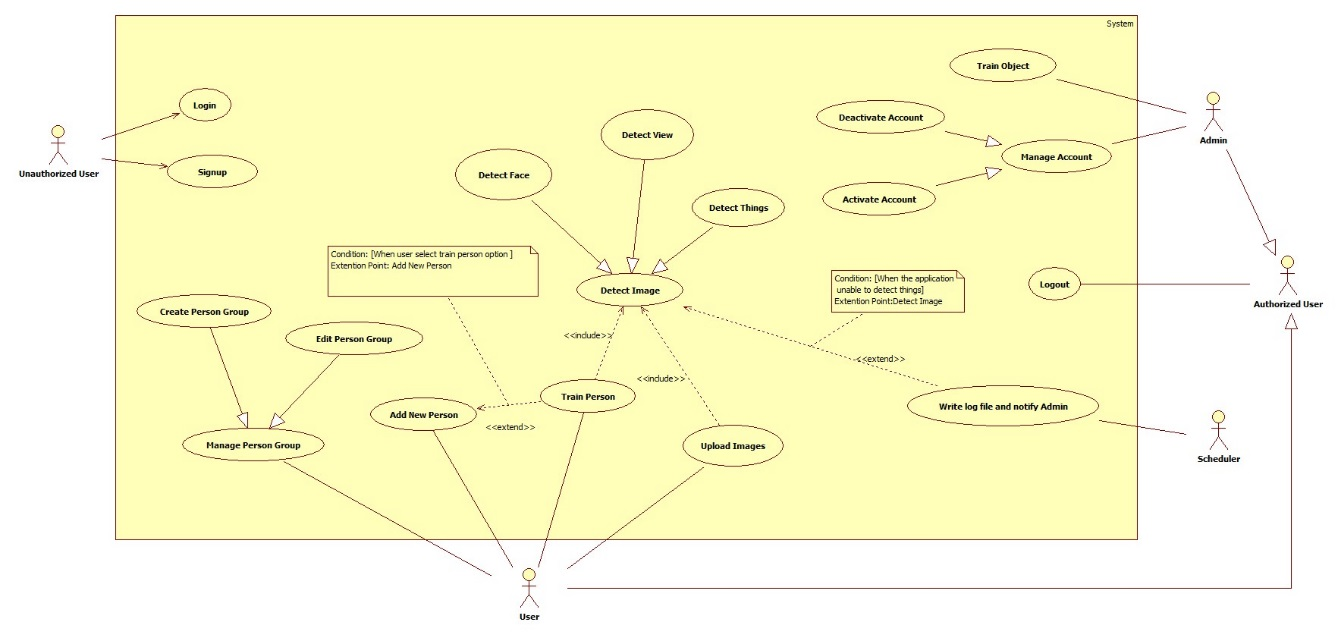 System
Train Object
Login
Deactivate Account
Detect View
Admin
Manage Account
Unauthorized User
Signup
Detect Face
Activate Account
Detect Things
Condition: [When user select train person option ]
Extention Point: Add New Person
Condition: [When the application
unable to detect things]
Extention Point:Detect Image
Detect Image
Logout
Authorized User
Create Person Group
Edit Person Group
<<include>>
<<extend>>
<<include>>
Train Person
Add New Person
Write log file and notify Admin
<<extend>>
Manage Person Group
Upload Images
Scheduler
User